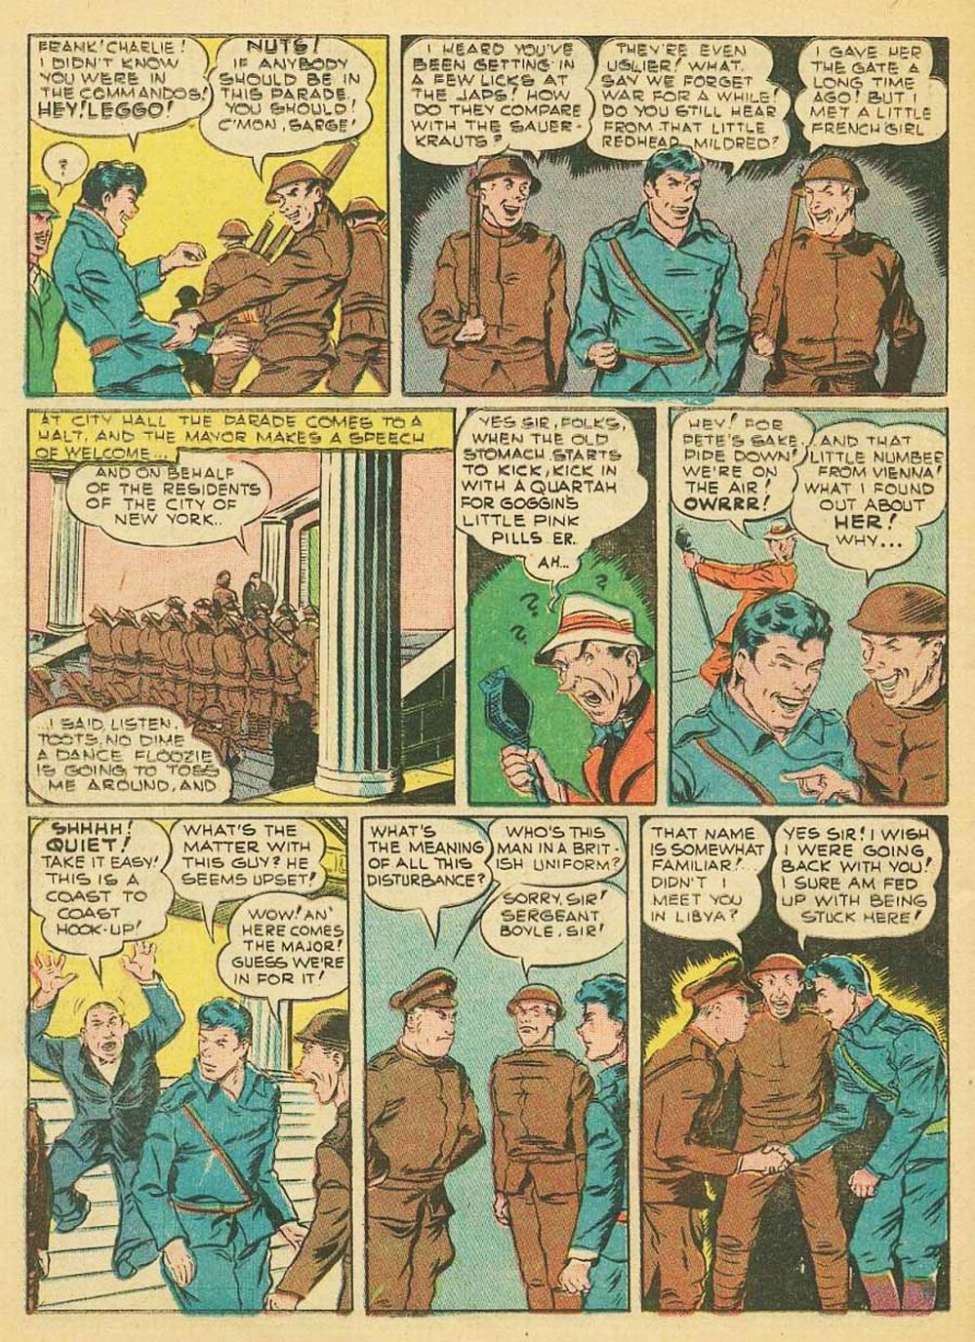 FRANK! CHARLIE!
I DIDN'T KNOW
YOU WERE IN
THE COMMANDOS!
HEY! LEGGO!
NUTS!
IF ANYBODY
SHOULD BE IN
THIS PARADE
YOU SHOULD!
C'MON, SARGE!
?
I HEARD YOU'VE
BEEN GETTING IN
A FEW LICKS AT
THE JAPS! HOW
DO THEY COMPARE
WITH THE SAUER-
KRAUTS?
THEY'RE EVEN
UGLIER! WHAT
SAY WE FORGET
WAR FOR A WHILE!
DO YOU STILL HEAR
FROM THAT LITTLE
REDHEAD, MILDRED?
I GAVE HER
THE GATE A
LONG TIME
AGO! BUT I
MET A LITTLE
FRENCH GIRL
AT CITY HALL THE PARADE COMES TO A
HALT, AND THE MAYOR MAKES A SPEECH
OF WELCOME...
AND ON BEHALF
OF THE RESIDENTS
OF THE CITY OF
NEW YORK..
...I SAID, LISTEN,
TOOTS, NO DIME
A DANCE FLOOZIE
IS GOING TO TOSS
ME AROUND, AND
YES SIR, FOLKS,
WHEN THE OLD
STOMACH STARTS
TO KICK, KICK IN
WITH A QUARTAH
FOR GOGGIN'S
LITTLE PINK
PILLS ER.
AH...
? ? ? ?
HEY! FOR
PETE'S SAKE,
PIPE DOWN!
WE'RE ON
THE AIR!
OWRRR!
AND THAT
LITTLE NUMBER
FROM VIENNA!
WHAT I FOUND
OUT ABOUT
HER!
WHY...
SHHHH!
QUIET!
TAKE IT EASY!
THIS IS A
COAST TO
COAST
HOOK-UP!
WHAT'S THE
MATTER WITH
THIS GUY? HE
SEEMS UPSET!
WOW! AN'
HERE COMES
THE MAJOR!
GUESS WE'RE
IN FOR IT!
WHAT'S
THE MEANING
OF ALL THIS
DISTURBANCE?
WHO'S THIS
MAN IN A BRIT-
ISH UNIFORM?
SORRY, SIR!
SERGEANT
BOYLE, SIR!
THAT NAME
IS SOMEWHAT
FAMILIAR!..
DIDN'T I
MEET YOU
IN LIBYA?
YES SIR! I WISH
I WERE GOING
BACK WITH YOU!
I SURE AM FED
UP WITH BEING
STUCK HERE!